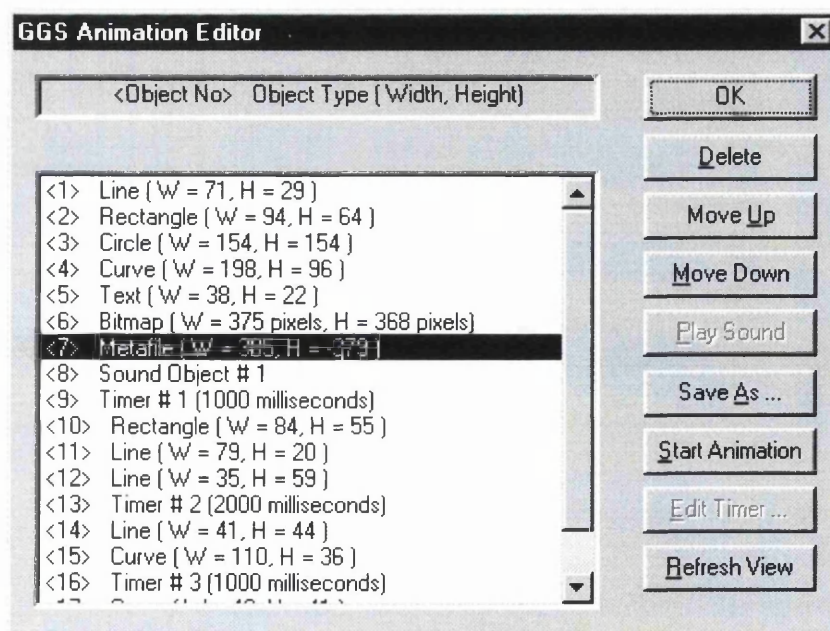 GGS Animation Editor
<Object No> Object Type ( Width, Height)
<1> Line ( W = 71, H = 29 )
<2> Rectangle ( W = 94, H = 64 )
<3> Circle ( W = 154, H = 154 )
<4> Curve ( W = 198, H = 96 )
<5> Text ( W = 38, H = 22 )
<6> Bitmap ( W = 375 pixels, H = 368 pixels)
<7> Metafile ( W = 385, H = -379 )
<8> Sound Object # 1
<9> Timer # 1 (1000 milliseconds)
<10> Rectangle ( W = 84, H = 55 )
<11> Line ( W = 79, H = 20 )
<12> Line ( W = 35, H = 59 )
<13> Timer # 2 (2000 milliseconds)
<14> Line ( W = 41, H = 44 )
<15> Curve ( W = 110, H = 36 )
<16> Timer # 3 (1000 milliseconds)
OK
Delete
Move Up
Move Down
Play Sound
Save As ...
Start Animation
Edit Timer ...
Refresh View